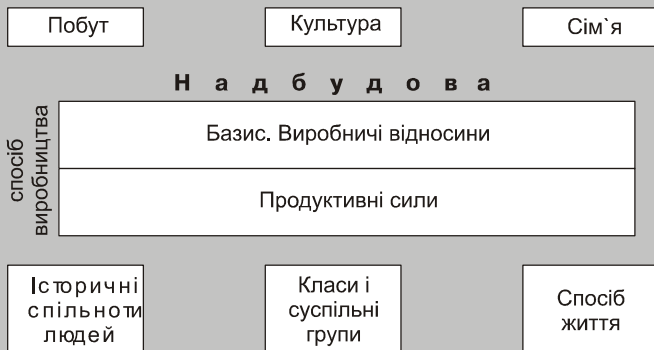 Побут
Культура
Сім`я
Надбудова
спосіб
виробництва
Базис. Виробничі відносини
Продуктивні сили
Історичні
спільноти
людей
Класи і
суспільні
групи
Спосіб
життя